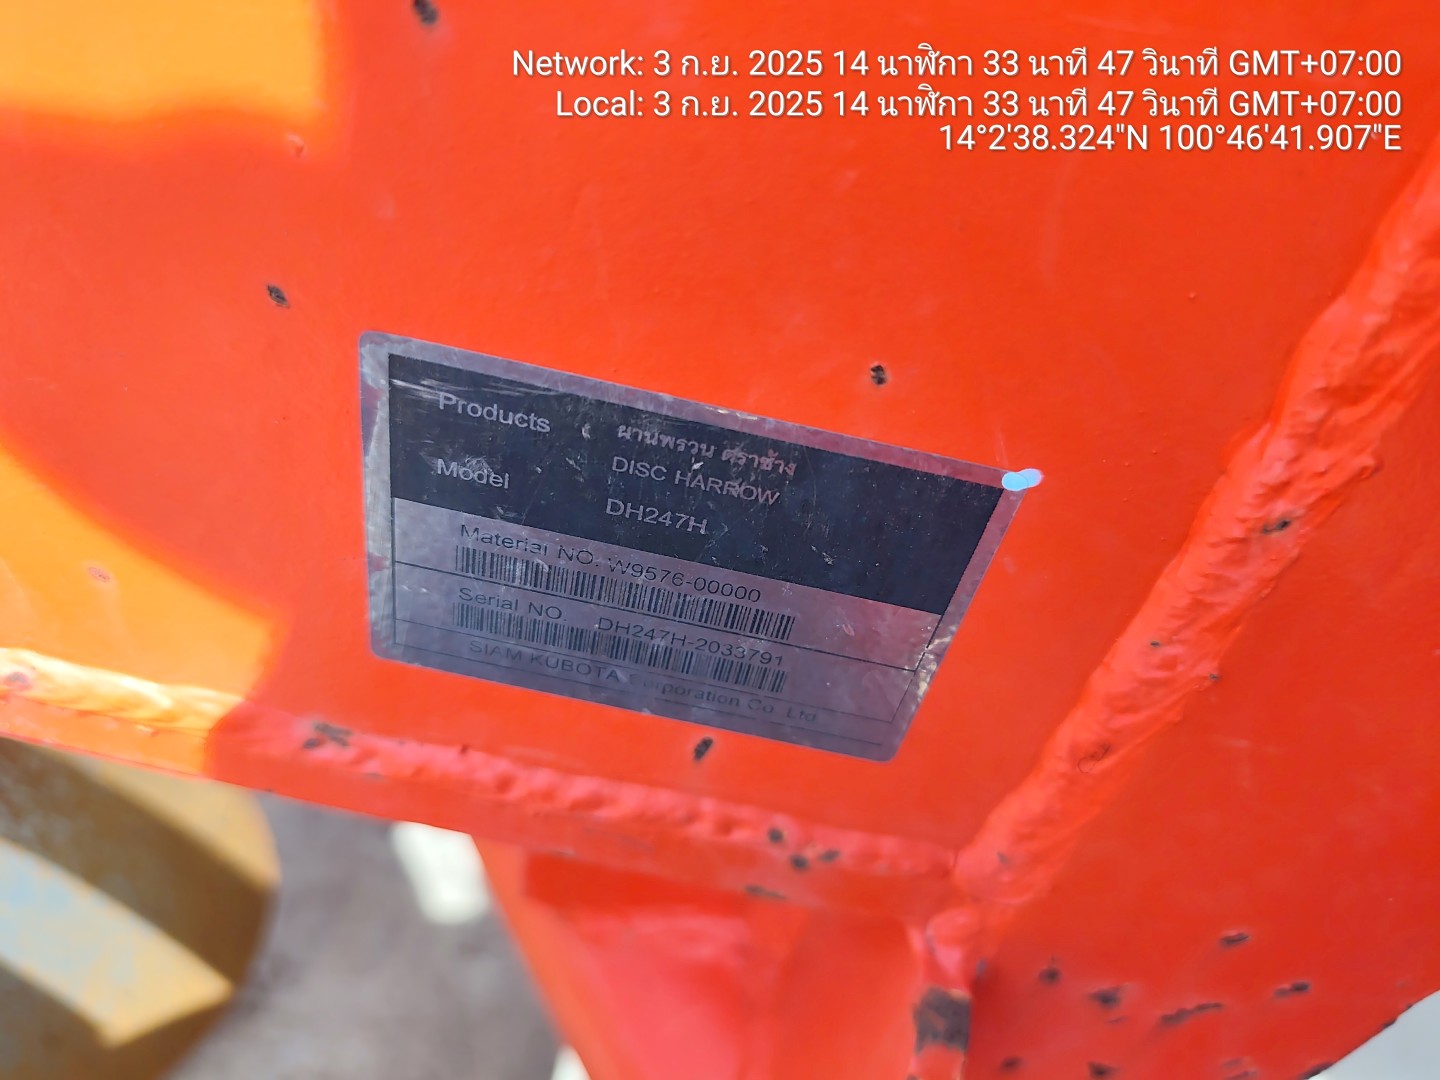 Network: 3 ก.ย. 2025 14 นาฬิกา 33 นาที 47 วินาที GMT+07:00
Local: 3 ก.ย. 2025 14 นาฬิกา 33 นาที 47 วินาที GMT+07:00
14°2'38.324"N 100°46'41.907"E
Products ผานพรวน ตราช้าง
DISC HARROW
Model DH247H
Material NO. W9576-00000
Serial NO. DH247H-2033791
SIAM KUBOTA Corporation Co. Ltd